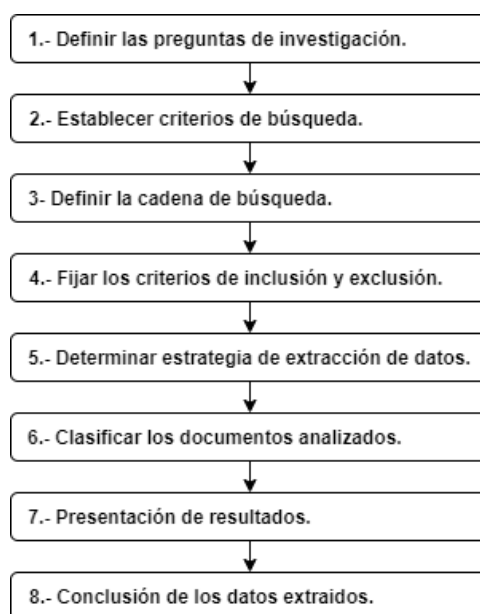 1.- Definir las preguntas de investigación.
2.- Establecer criterios de búsqueda.
3- Definir la cadena de búsqueda.
4.- Fijar los criterios de inclusión y exclusión.
5.- Determinar estrategia de extracción de datos.
6.- Clasificar los documentos analizados.
7.- Presentación de resultados.
8.- Conclusión de los datos extraidos.